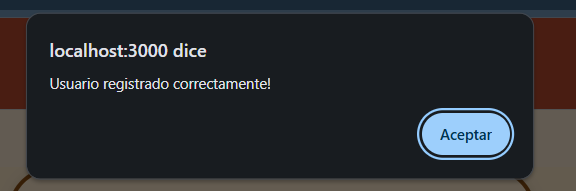 localhost:3000 dice
Usuario registrado correctamente!
Aceptar